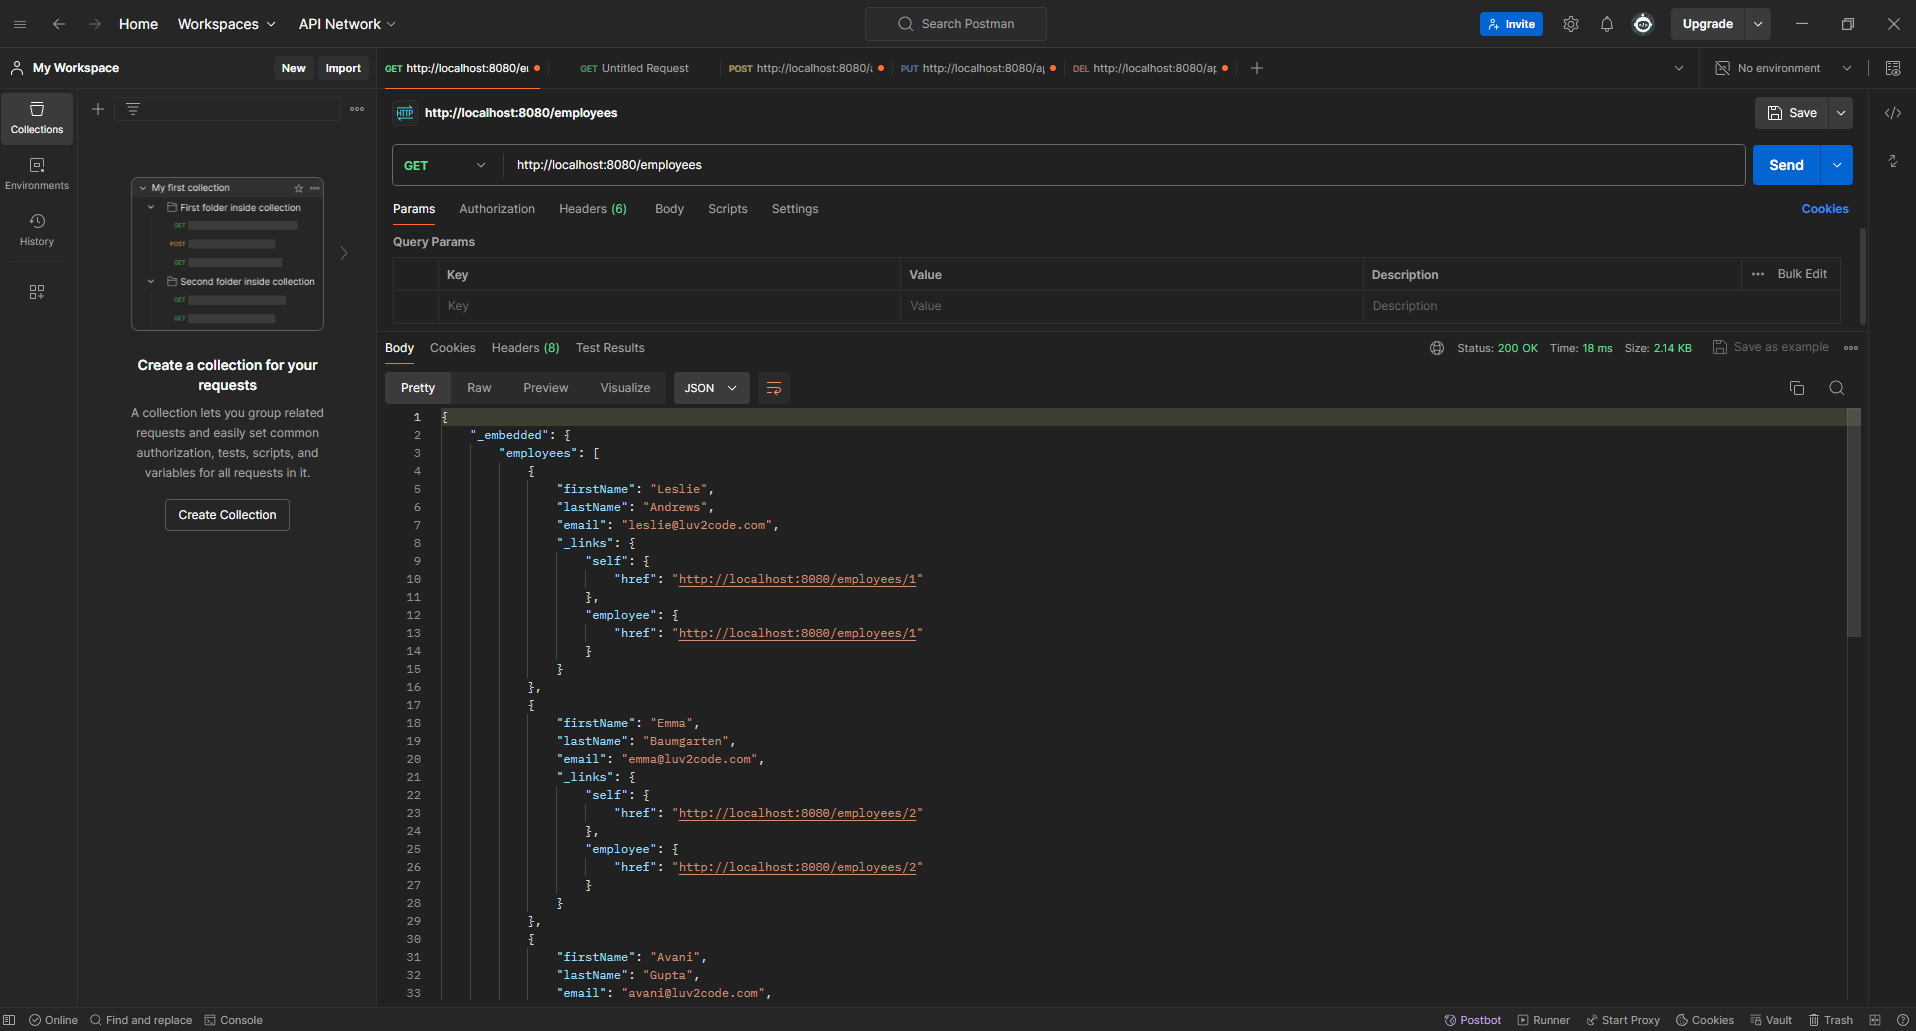 Home Workspaces API Network Search Postman Invite Upgrade
My Workspace New Import
GET http://localhost:8080/e GET Untitled Request POST http://localhost:8080/ PUT http://localhost:8080/ap DEL http://localhost:8080/ap No environment
Collections
Environments
History
My first collection
First folder inside collection
GET
POST
GET
Second folder inside collection
GET
GET
Create a collection for your
requests
A collection lets you group related
requests and easily set common
authorization, tests, scripts, and
variables for all requests in it.
Create Collection
HTTP http://localhost:8080/employees Save
GET http://localhost:8080/employees Send
Params Authorization Headers (6) Body Scripts Settings Cookies
Query Params
Key Value Description Bulk Edit
Key Value Description
Body Cookies Headers (8) Test Results Status: 200 OK Time: 18 ms Size: 2.14 KB Save as example
Pretty Raw Preview Visualize JSON
1 {
2 "_embedded": {
3 "employees": [
4 {
5 "firstName": "Leslie",
6 "lastName": "Andrews",
7 "email": "leslie@luv2code.com",
8 "_links": {
9 "self": {
10 "href": "http://localhost:8080/employees/1"
11 },
12 "employee": {
13 "href": "http://localhost:8080/employees/1"
14 }
15 }
16 },
17 {
18 "firstName": "Emma",
19 "lastName": "Baumgarten",
20 "email": "emma@luv2code.com",
21 "_links": {
22 "self": {
23 "href": "http://localhost:8080/employees/2"
24 },
25 "employee": {
26 "href": "http://localhost:8080/employees/2"
27 }
28 }
29 },
30 {
31 "firstName": "Avani",
32 "lastName": "Gupta",
33 "email": "avani@luv2code.com",
Online Find and replace Console Postbot Runner Start Proxy Cookies Vault Trash